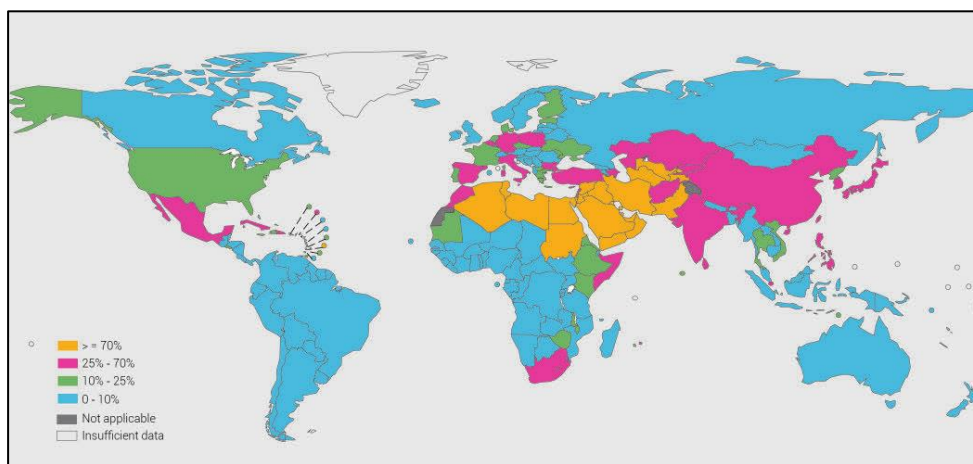 > = 70%
25% - 70%
10% - 25%
0 - 10%
Not applicable
Insufficient data